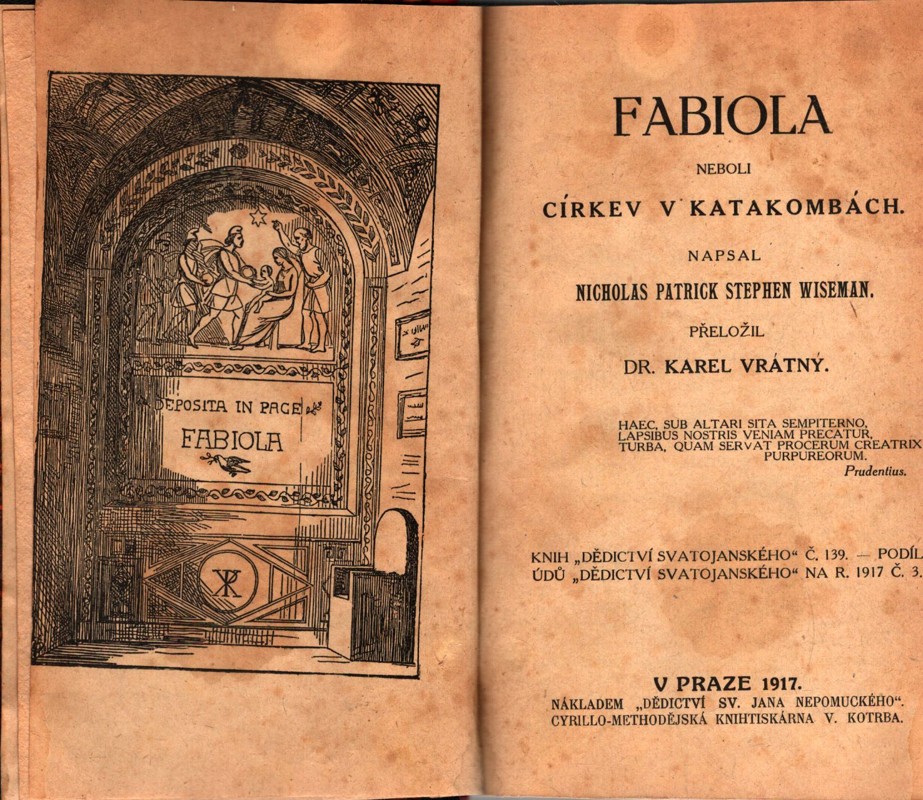 DEPOSITA IN PACE
FABIOLA
FABIOLA
NEBOLI
CÍRKEV V KATAKOMBÁCH.
NAPSAL
NICHOLAS PATRICK STEPHEN WISEMAN.
PŘELOŽIL
DR. KAREL VRÁTNÝ.
HAEC, SUB ALTARI SITA SEMPITERNO,
LAPSIBUS NOSTRIS VENIAM PRECATUR,
TURBA, QUAM SERVAT PROCERUM CREATRIX
PURPUREORUM.
Prudentius.
KNIH „DĚDICTVÍ SVATOJANSKÉHO“ Č. 139. — PODÍL
ÚDŮ „DĚDICTVÍ SVATOJANSKÉHO“ NA R. 1917 Č. 3.
V PRAZE 1917.
NÁKLADEM „DĚDICTVÍ SV. JANA NEPOMUCKÉHO“.
CYRILLO-METHODĚJSKÁ KNIHTISKÁRNA V. KOTRBA.